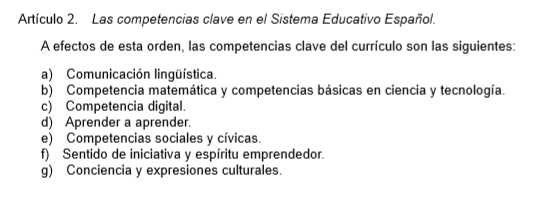 Artículo 2. Las competencias clave en el Sistema Educativo Español.
A efectos de esta orden, las competencias clave del currículo son las siguientes:
a) Comunicación lingüística.
b) Competencia matemática y competencias básicas en ciencia y tecnología.
c) Competencia digital.
d) Aprender a aprender.
e) Competencias sociales y cívicas.
f) Sentido de iniciativa y espíritu emprendedor.
g) Conciencia y expresiones culturales.